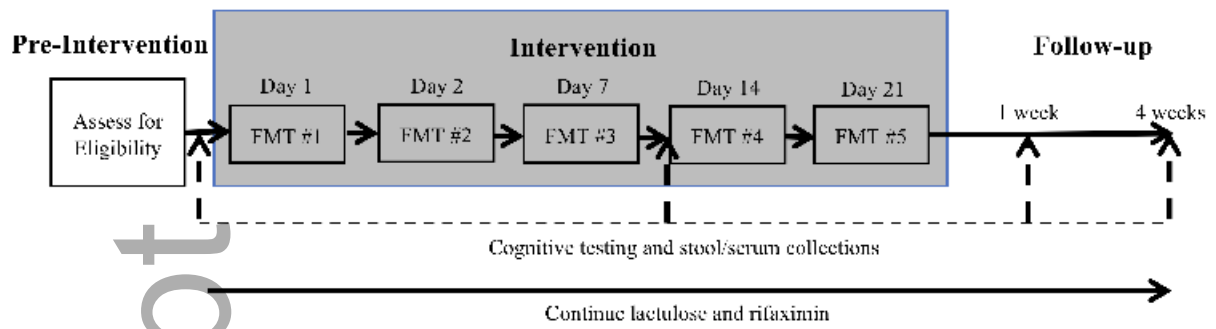 Pre-Intervention
Intervention
Follow-up
Assess for
Eligibility
Day 1
Day 2
Day 7
Day 14
Day 21
FMT #1
FMT #2
FMT #3
FMT #4
FMT #5
1 week
4 weeks
Cognitive testing and stool/serum collections
Continue lactulose and rifaximin
ot